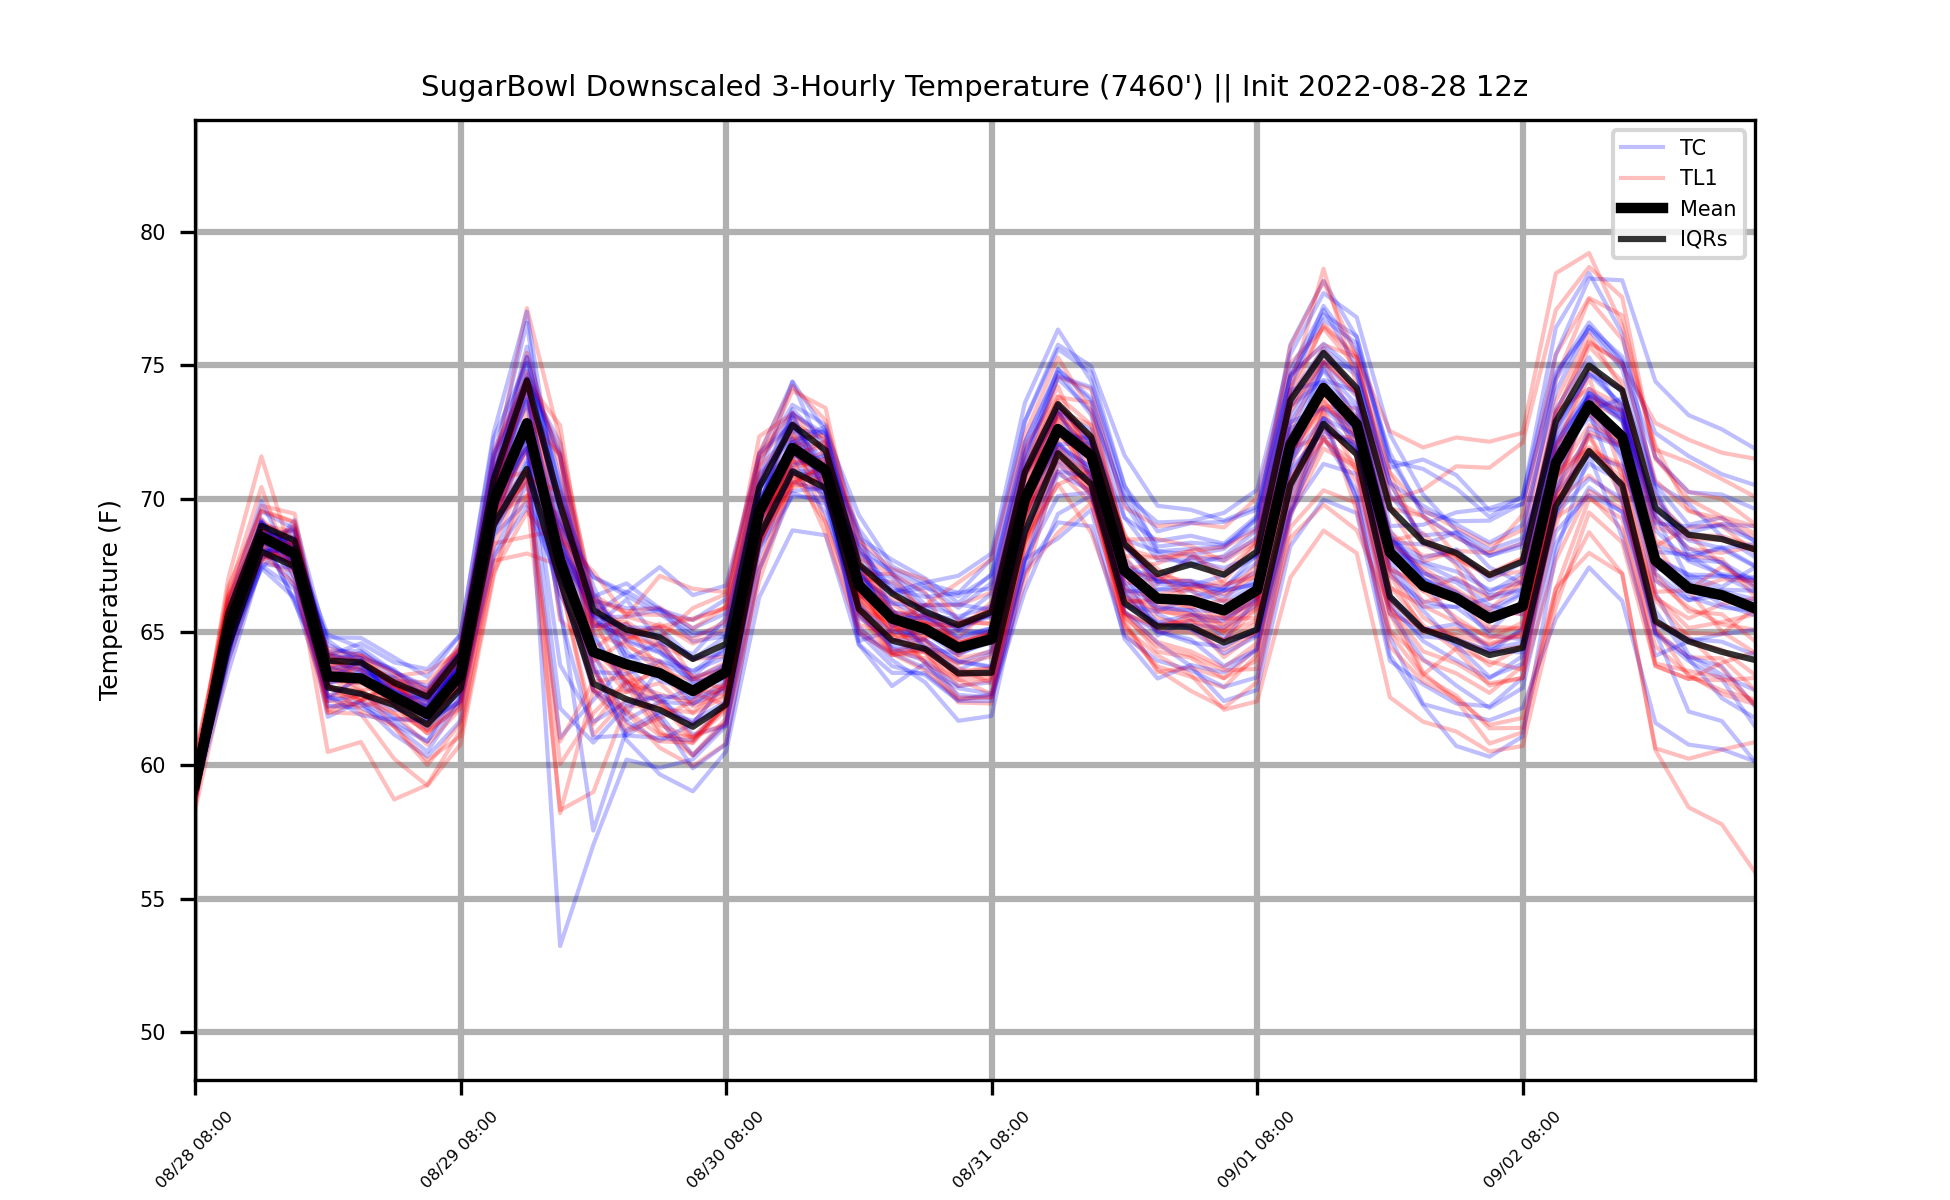 SugarBowl Downscaled 3-Hourly Temperature (7460') || Init 2022-08-28 12z
TC
TL1
Mean
IQRs
Temperature (F)
80
75
70
65
60
55
50
08/28 08:00
08/29 08:00
08/30 08:00
08/31 08:00
09/01 08:00
09/02 08:00